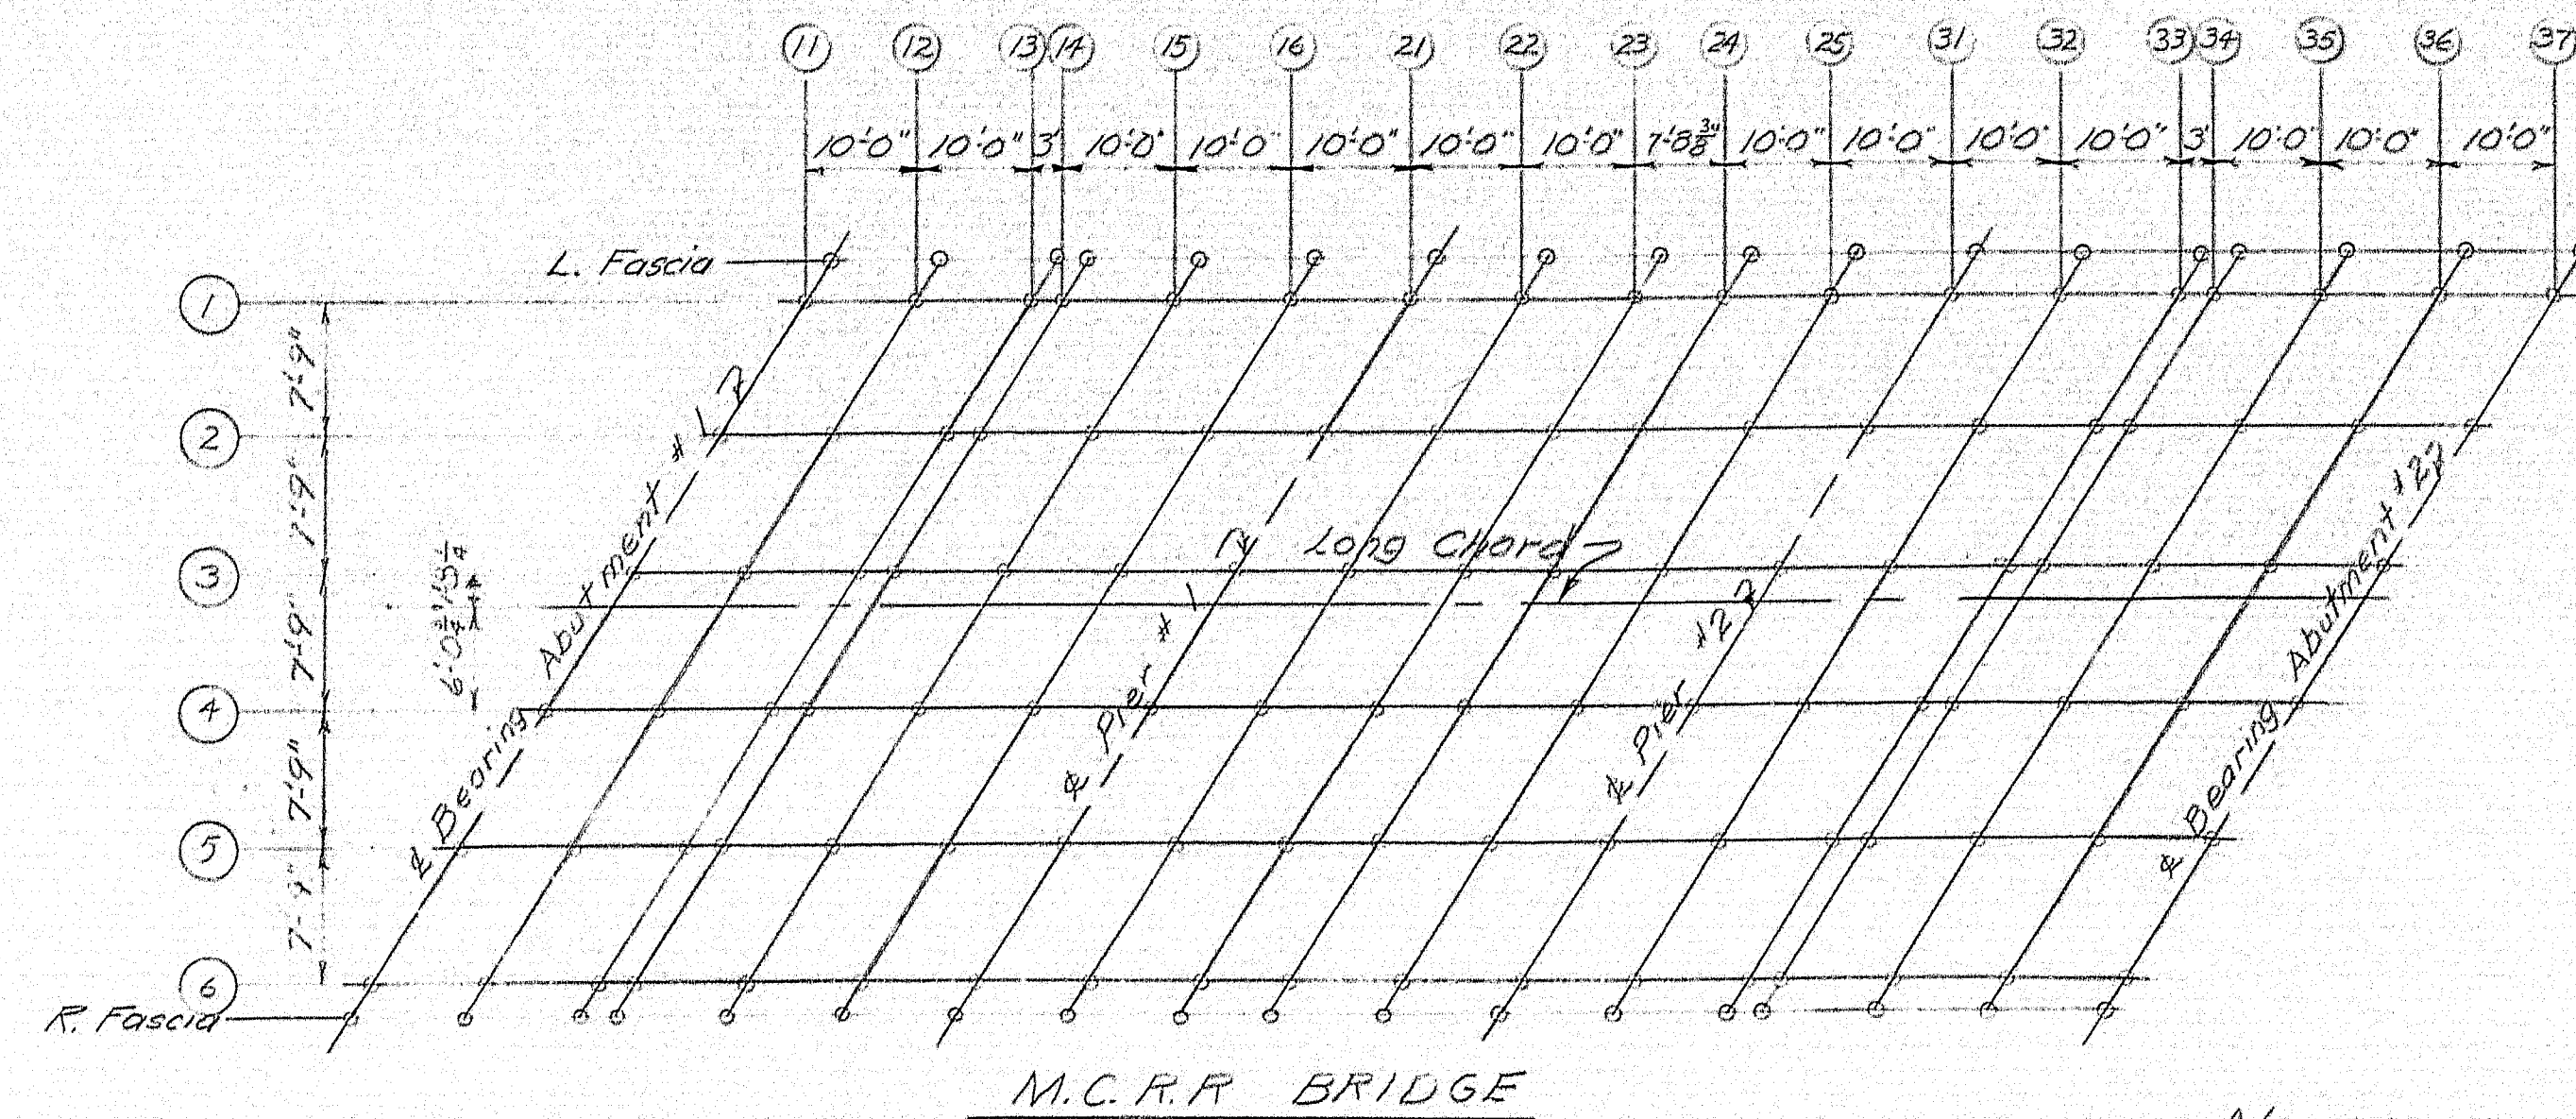 11 12 13 14 15 16 21 22 23 24 25 31 32 33 34 35 36 37
10'-0" 10'-0" 3' 10'-0" 10'-0" 10'-0" 10'-0" 10'-0" 7'-8 3/8" 10'-0" 10'-0" 10'-0" 10'-0" 3' 10'-0" 10'-0" 10'-0"
L. Fascia
1
7'-9"
2
7'-9"
3
Long Chord
7'-9"
4
7'-9"
5
6
R. Fascia
℄ Bearing Abutment #1
℄ Pier #1
℄ Pier #2
℄ Bearing Abutment #2
M.C.R.R BRIDGE